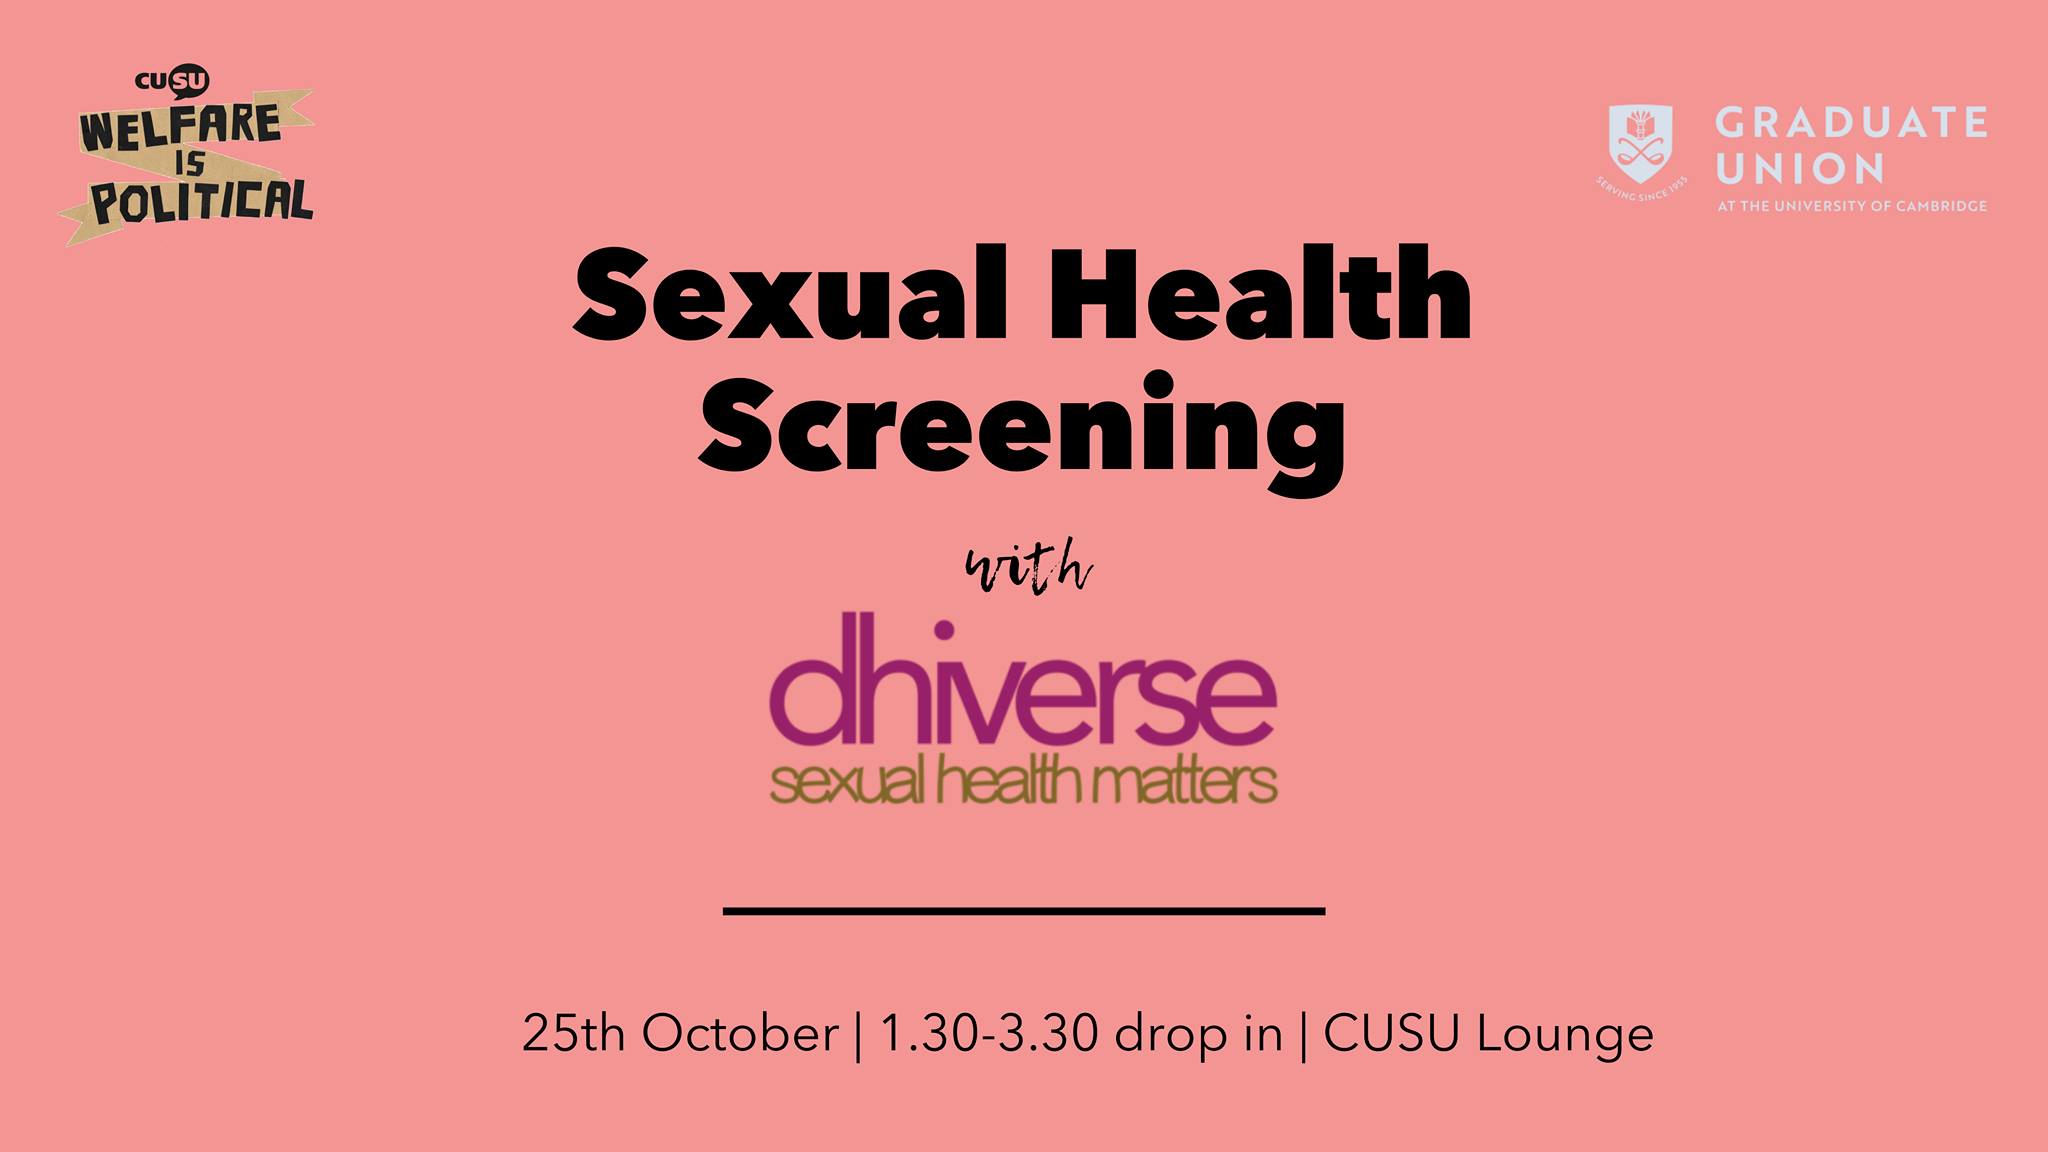 CUSU
WELFARE
IS
POLITICAL
GRADUATE
UNION
AT THE UNIVERSITY OF CAMBRIDGE
SERVING SINCE 1955
Sexual Health
Screening
with
dhiverse
sexual health matters
25th October | 1.30-3.30 drop in | CUSU Lounge